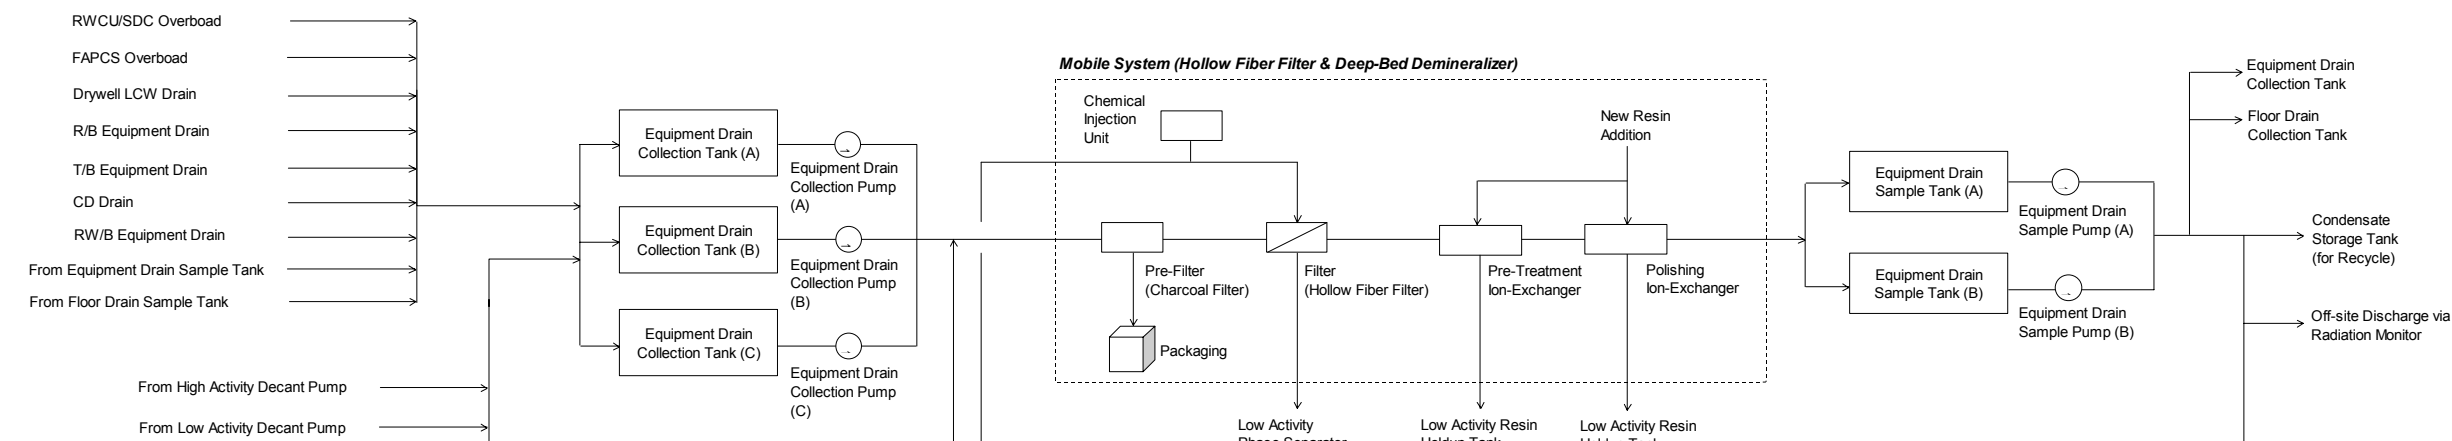 RWCU/SDC Overboad
FAPCS Overboad
Drywell LCW Drain
R/B Equipment Drain
T/B Equipment Drain
CD Drain
RW/B Equipment Drain
From Equipment Drain Sample Tank
From Floor Drain Sample Tank
From High Activity Decant Pump
From Low Activity Decant Pump
Equipment Drain
Collection Tank (A)
Equipment Drain
Collection Pump
(A)
Equipment Drain
Collection Tank (B)
Equipment Drain
Collection Pump
(B)
Equipment Drain
Collection Tank (C)
Equipment Drain
Collection Pump
(C)
Mobile System (Hollow Fiber Filter & Deep-Bed Demineralizer)
Chemical
Injection
Unit
New Resin
Addition
Pre-Filter
(Charcoal Filter)
Filter
(Hollow Fiber Filter)
Pre-Treatment
Ion-Exchanger
Polishing
Ion-Exchanger
Packaging
Low Activity
Phase Separator
Low Activity Resin
Holdup Tank
Low Activity Resin
Holdup Tank
Equipment Drain
Sample Tank (A)
Equipment Drain
Sample Pump (A)
Equipment Drain
Sample Tank (B)
Equipment Drain
Sample Pump (B)
Equipment Drain
Collection Tank
Floor Drain
Collection Tank
Condensate
Storage Tank
(for Recycle)
Off-site Discharge via
Radiation Monitor